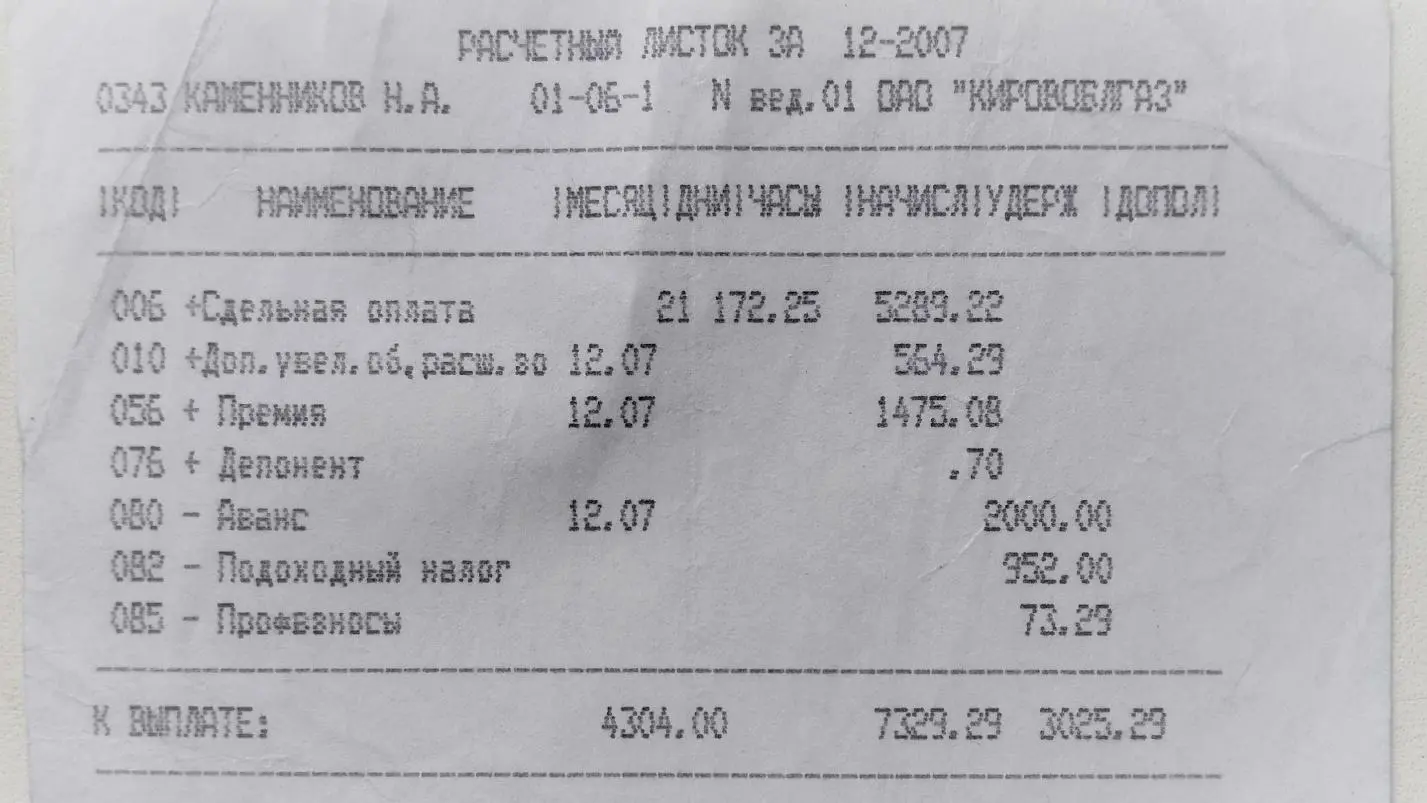 РАСЧЕТНЫЙ ЛИСТОК ЗА 12-2007
0343 КАМЕННИКОВ Н.А. 01-06-1 N вед.01 ОАО "КИРОВОБЛГАЗ"
!КОД! НАИМЕНОВАНИЕ !МЕСЯЦ!ДНИ!ЧАСЫ !НАЧИСЛ!УДЕРЖ !ДОПОЛ!
006 +Сдельная оплата 21 172.25 5289.22
010 +Доп.увел.об,расш.зо 12.07 564.29
056 + Премия 12.07 1475.08
076 + Депонент .70
080 - Аванс 12.07 2000.00
082 - Подоходный налог 952.00
085 - Профвзносы 73.29
К ВЫПЛАТЕ: 4304.00 7329.29 3025.29